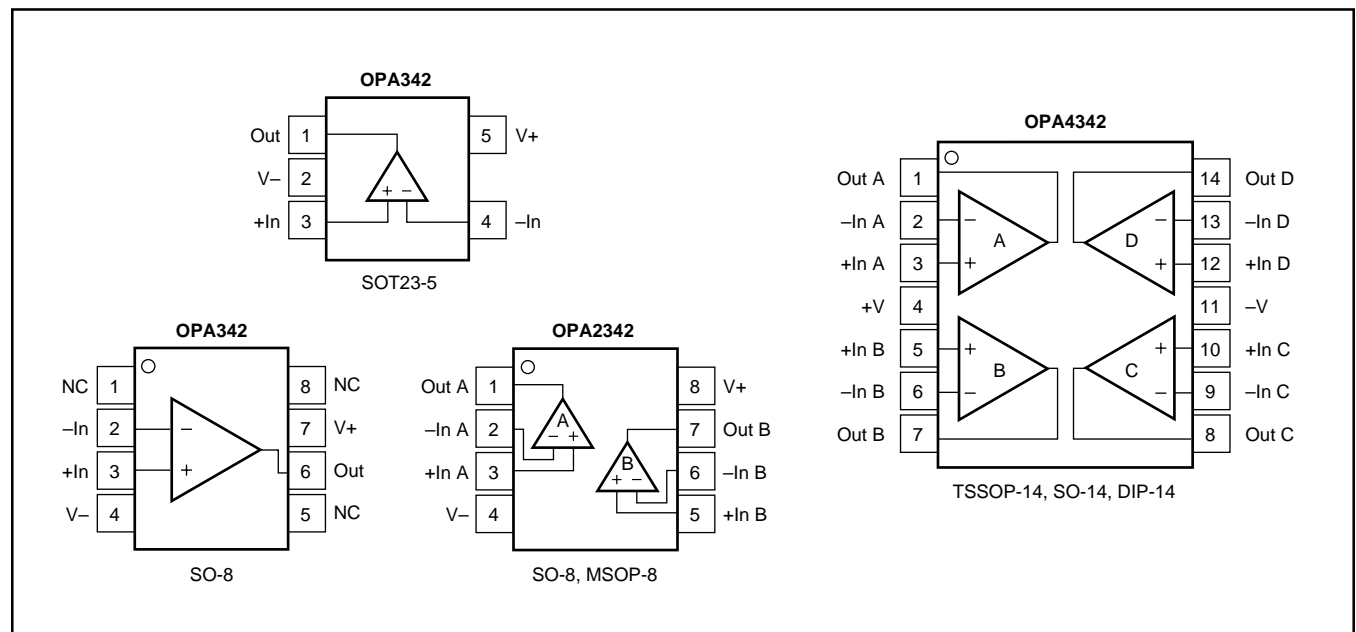 OPA342
Out 1
5 V+
V– 2
+In 3
4 –In
+ –
SOT23-5
OPA342
NC 1
8 NC
–In 2
–
7 V+
+In 3
+
6 Out
V– 4
5 NC
SO-8
OPA2342
Out A 1
8 V+
A
–In A 2
– +
7 Out B
+In A 3
B
6 –In B
+ –
V– 4
5 +In B
SO-8, MSOP-8
OPA4342
Out A 1
14 Out D
–In A 2
–
–
13 –In D
A
D
+In A 3
+
+
12 +In D
+V 4
11 –V
+In B 5
+
+
10 +In C
B
C
–In B 6
–
–
9 –In C
Out B 7
8 Out C
TSSOP-14, SO-14, DIP-14